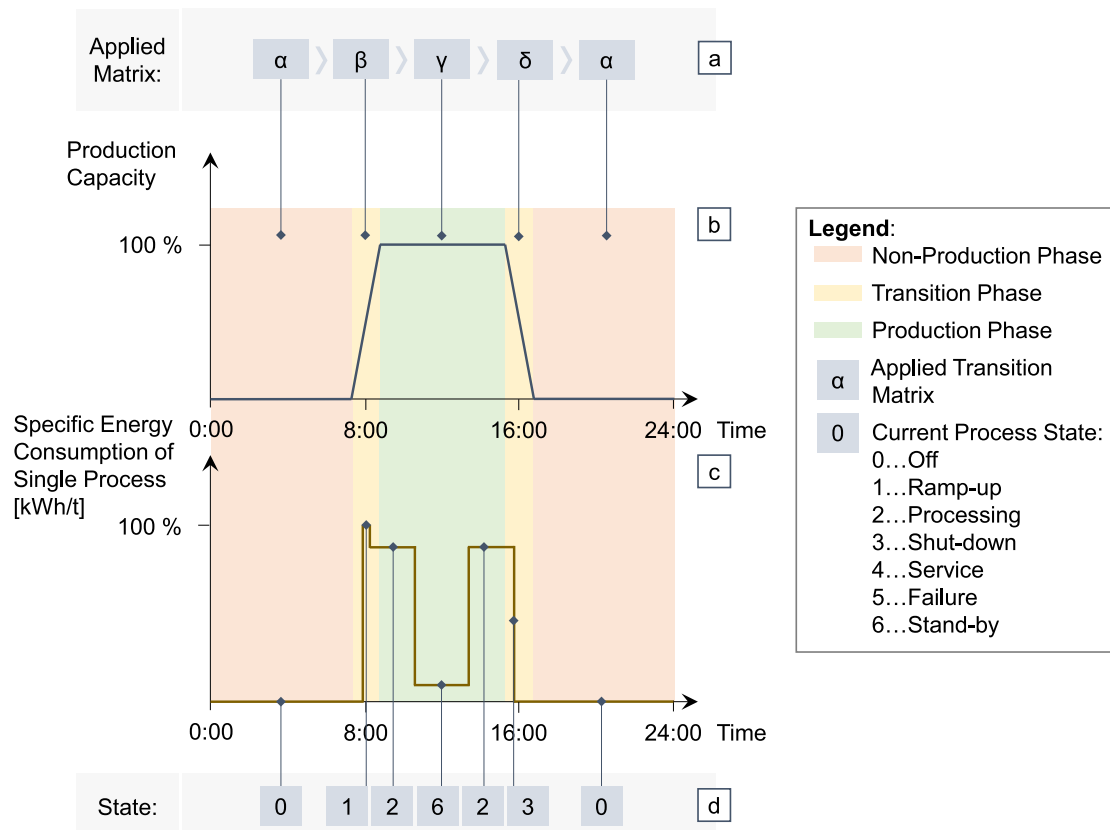 Applied
Matrix:
α
β
γ
δ
α
a
Production
Capacity
b
100 %
0:00
8:00
16:00
24:00
Time
Specific Energy
Consumption of
Single Process
[kWh/t]
c
100 %
0:00
8:00
16:00
24:00
Time
State:
0
1
2
6
2
3
0
d
Legend:
Non-Production Phase
Transition Phase
Production Phase
α
Applied Transition
Matrix
0
Current Process State:
0…Off
1…Ramp-up
2…Processing
3…Shut-down
4…Service
5…Failure
6…Stand-by